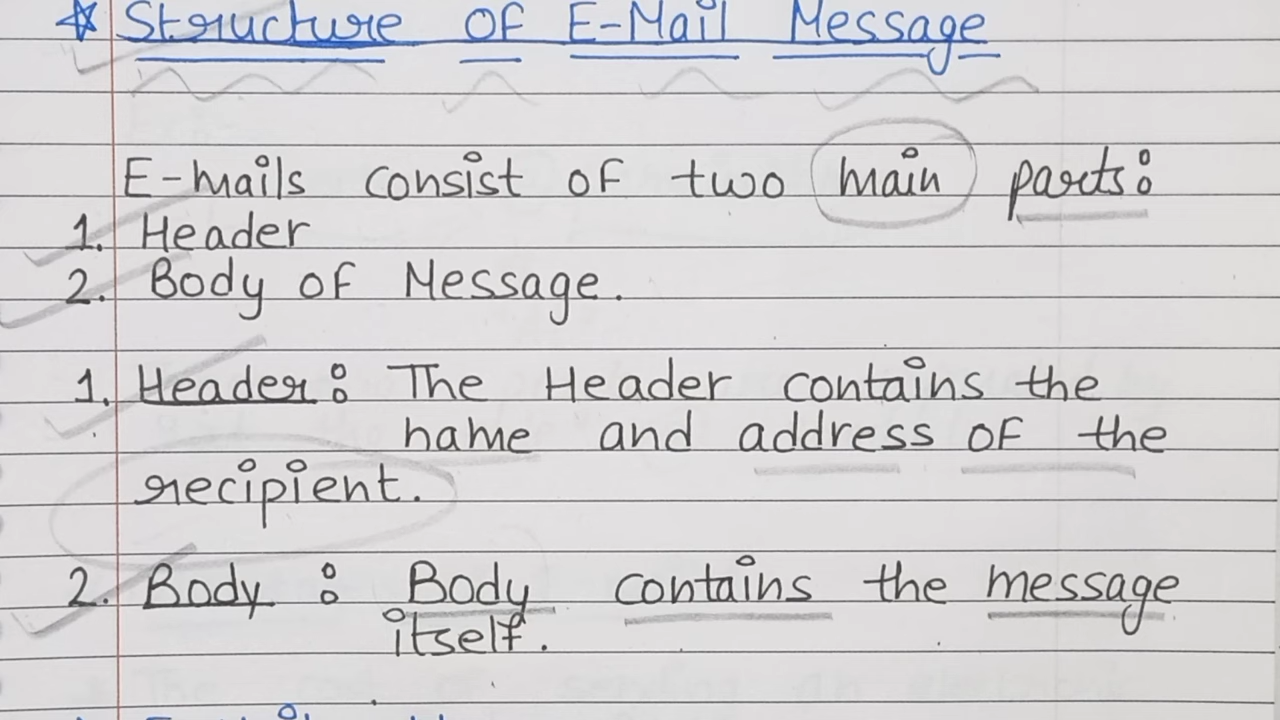 ☆ Structure OF E-Mail Message
E-mails consist of two main parts:
1. Header
2. Body of Message.
1. Header: The Header contains the
name and address of the
recipient.
2. Body: Body contains the message
itself.